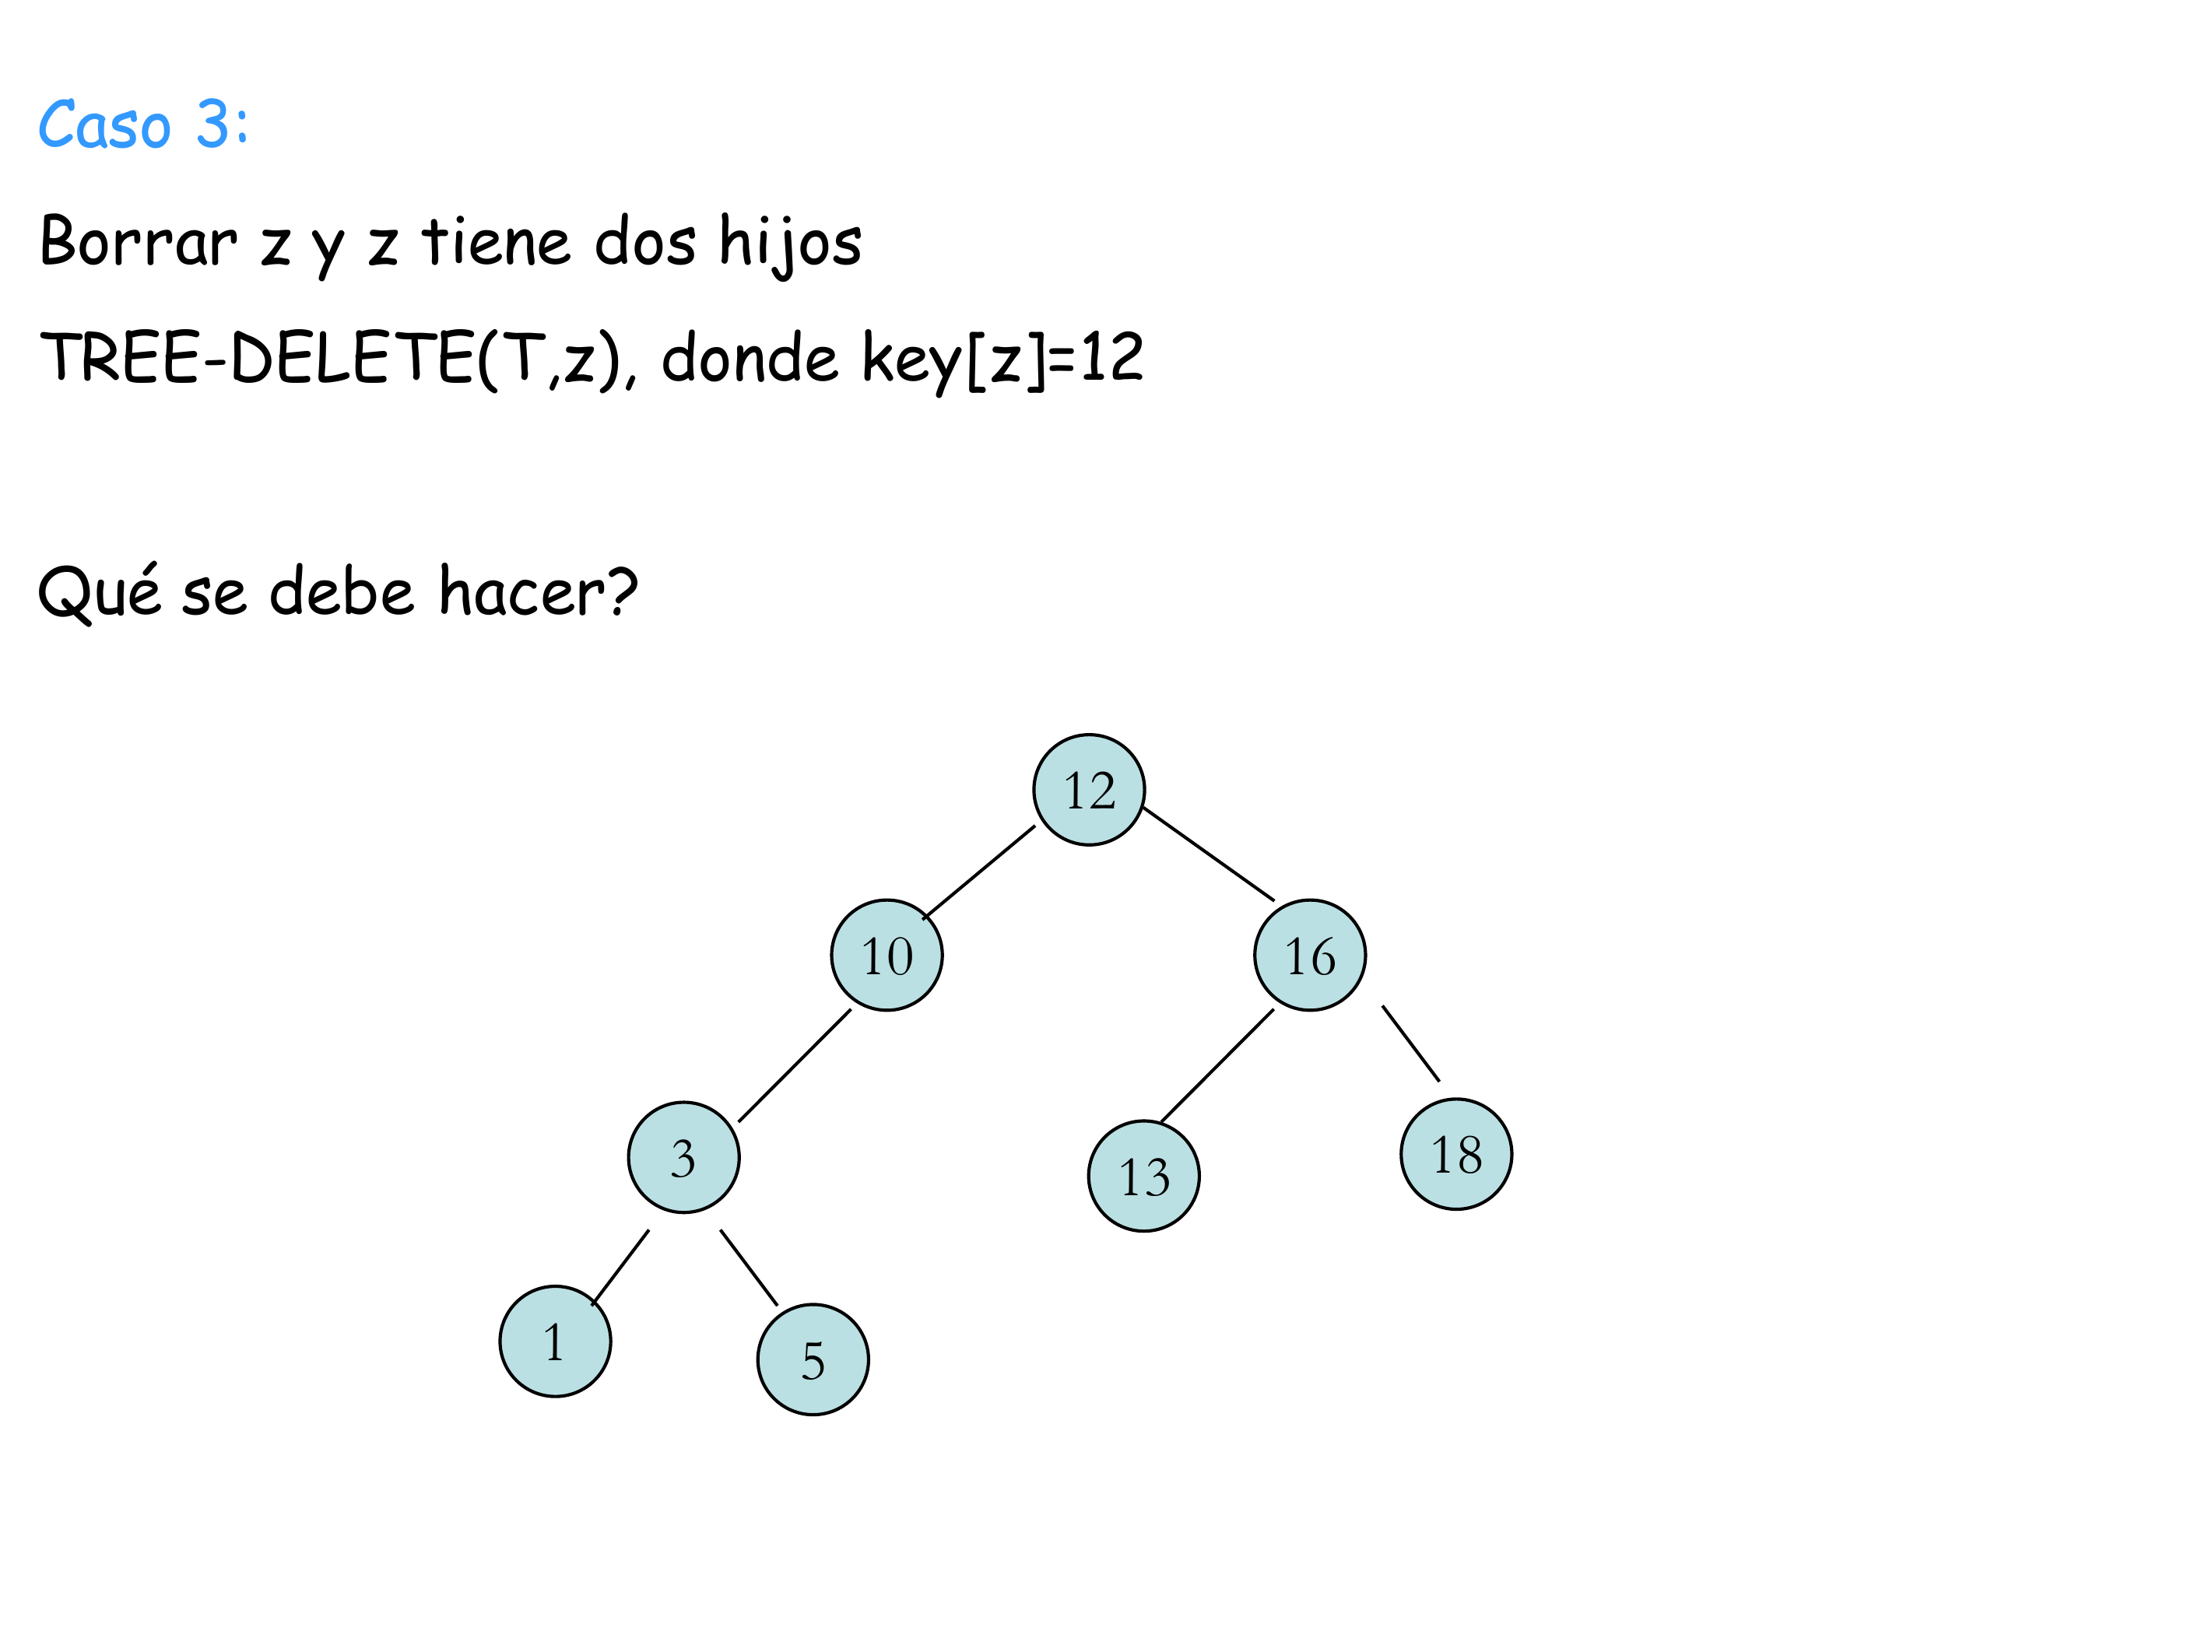 Caso 3:
Borrar z y z tiene dos hijos
TREE-DELETE(T,z), donde key[z]=12
Qué se debe hacer?
12
10
16
3
13
18
1
5